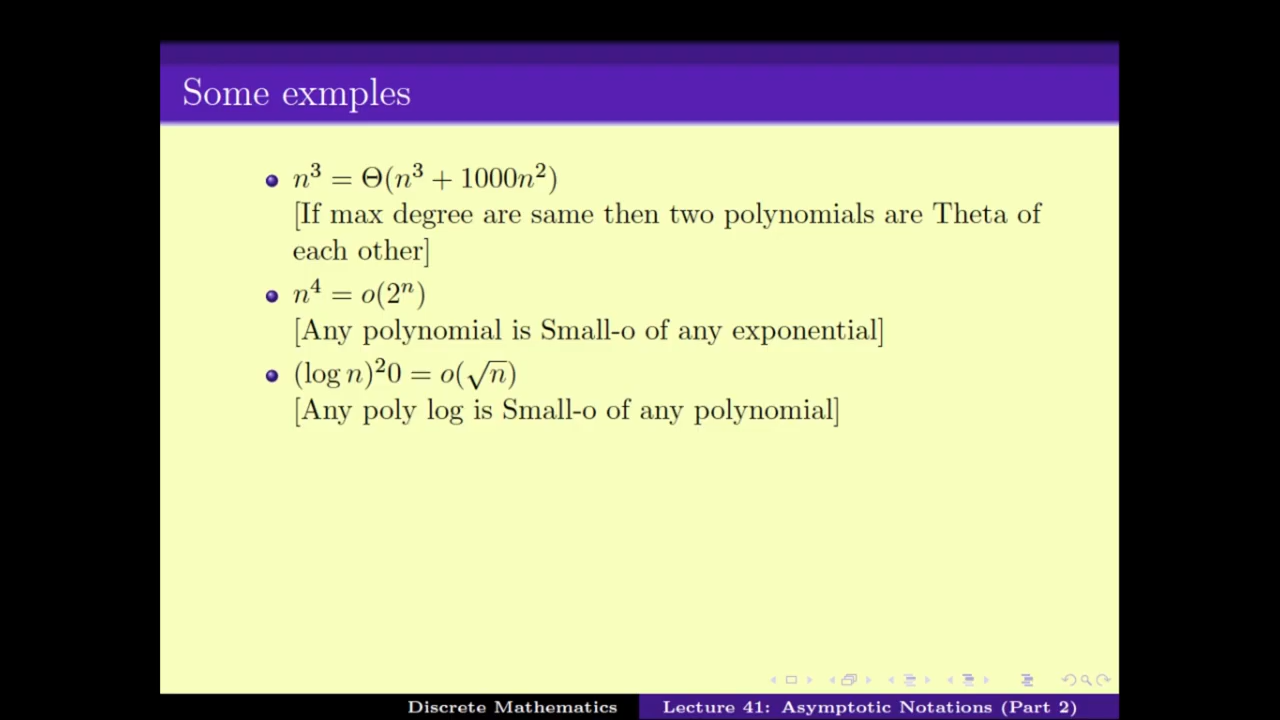 Some exmples
n³ = Θ(n³ + 1000n²)
[If max degree are same then two polynomials are Theta of
each other]
n⁴ = o(2ⁿ)
[Any polynomial is Small-o of any exponential]
(log n)²0 = o(√n)
[Any poly log is Small-o of any polynomial]
Discrete Mathematics
Lecture 41: Asymptotic Notations (Part 2)